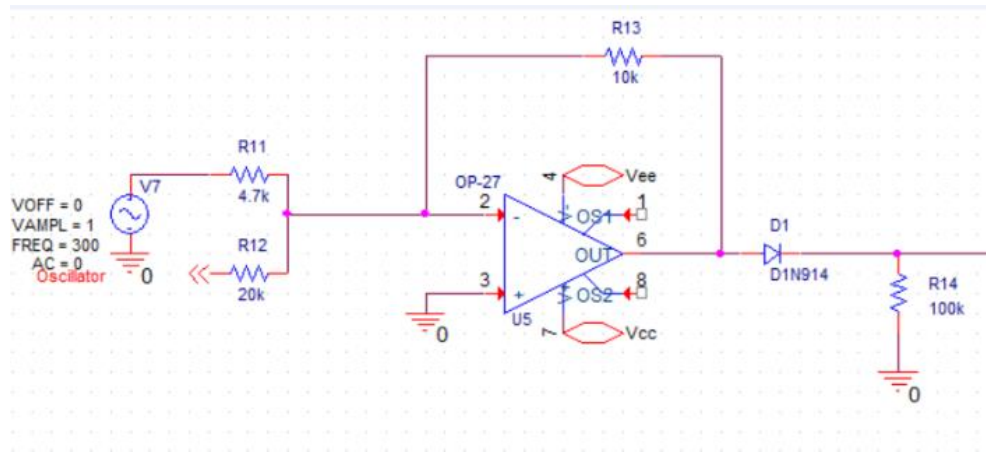 R13
10k
R11
4.7k
V7
VOFF = 0
VAMPL = 1
FREQ = 300
AC = 0
Oscillator
0
R12
20k
OP-27
2
-
3
+
0
U5
4
Vee
V-
OS1
1
OUT
6
OS2
8
V+
7
Vcc
D1
D1N914
R14
100k
0